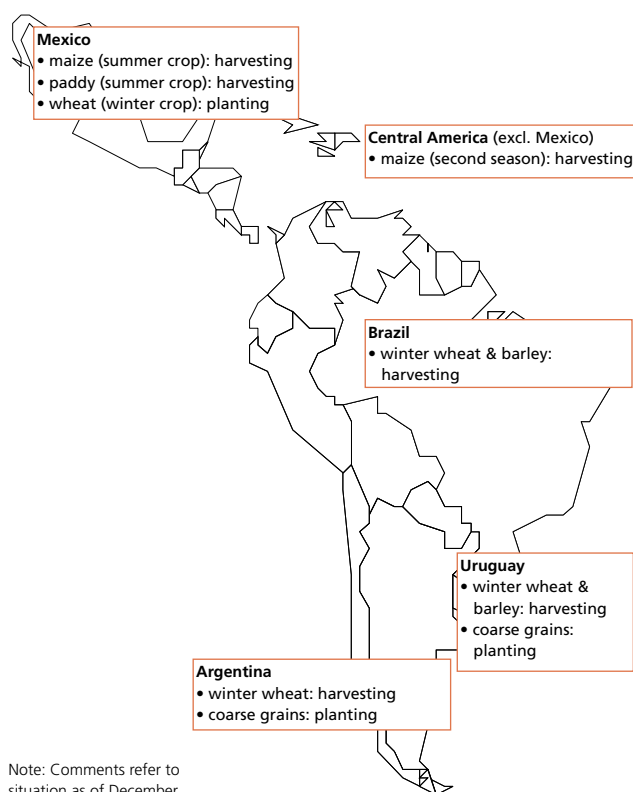 Mexico
• maize (summer crop): harvesting
• paddy (summer crop): harvesting
• wheat (winter crop): planting
Central America (excl. Mexico)
• maize (second season): harvesting
Brazil
• winter wheat & barley:
harvesting
Uruguay
• winter wheat &
barley: harvesting
• coarse grains:
planting
Argentina
• winter wheat: harvesting
• coarse grains: planting
Note: Comments refer to
situation as of December